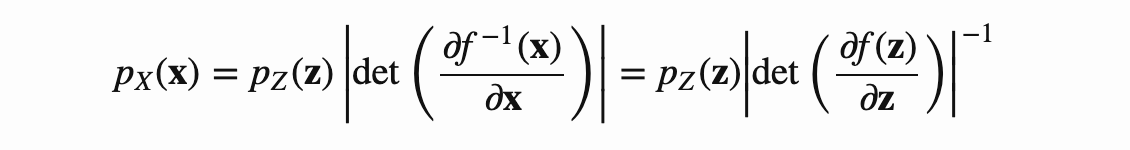 $p_X(\mathbf{x}) = p_Z(\mathbf{z}) \left| \det \left( \frac{\partial f^{-1}(\mathbf{x})}{\partial \mathbf{x}} \right) \right| = p_Z(\mathbf{z}) \left| \det \left( \frac{\partial f(\mathbf{z})}{\partial \mathbf{z}} \right) \right|^{-1}$